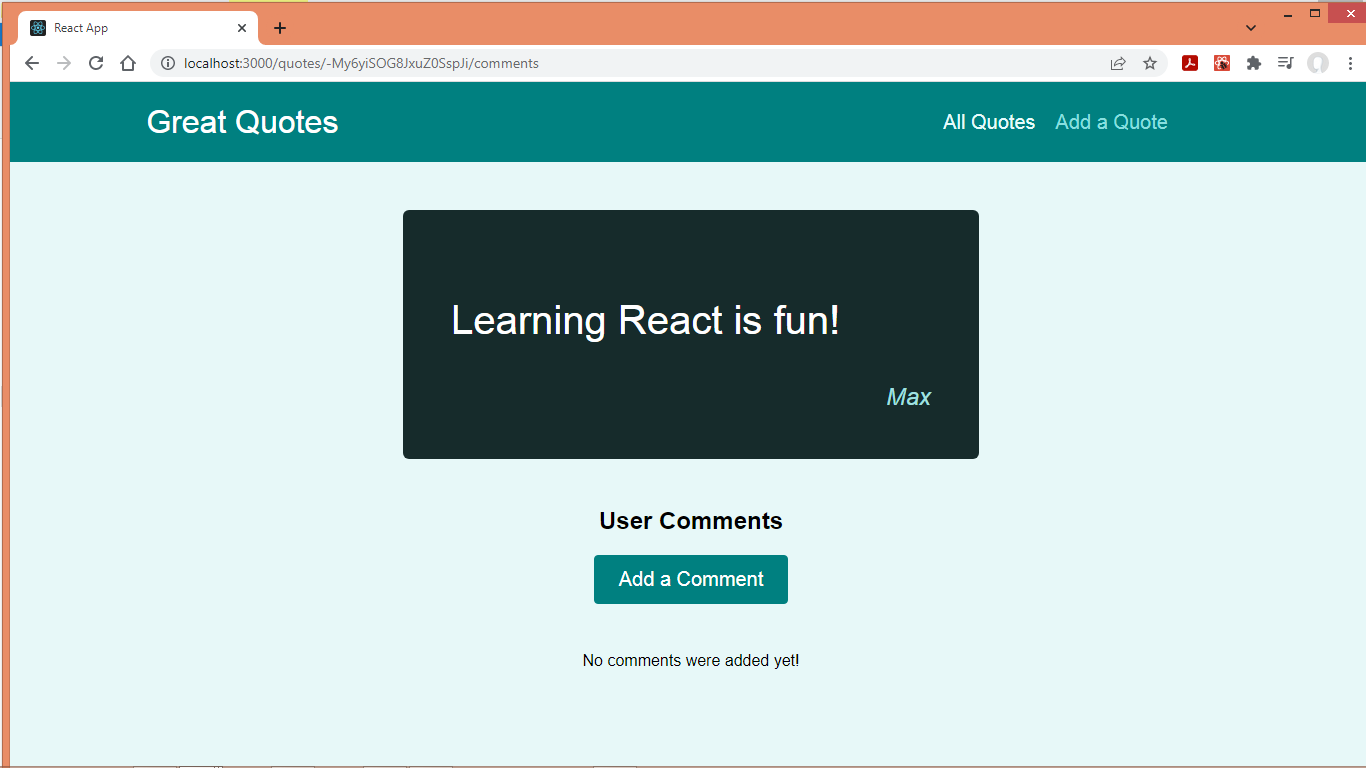 React App
localhost:3000/quotes/-My6yiSOG8JxuZ0SspJi/comments
Great Quotes
All Quotes Add a Quote
Learning React is fun!
Max
User Comments
Add a Comment
No comments were added yet!